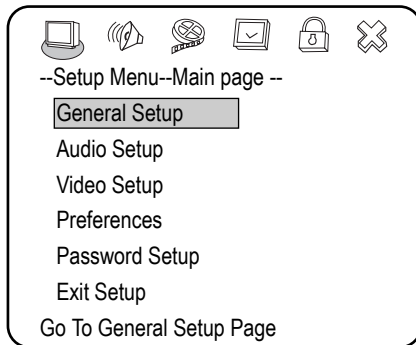 --Setup Menu--Main page --
General Setup
Audio Setup
Video Setup
Preferences
Password Setup
Exit Setup
Go To General Setup Page